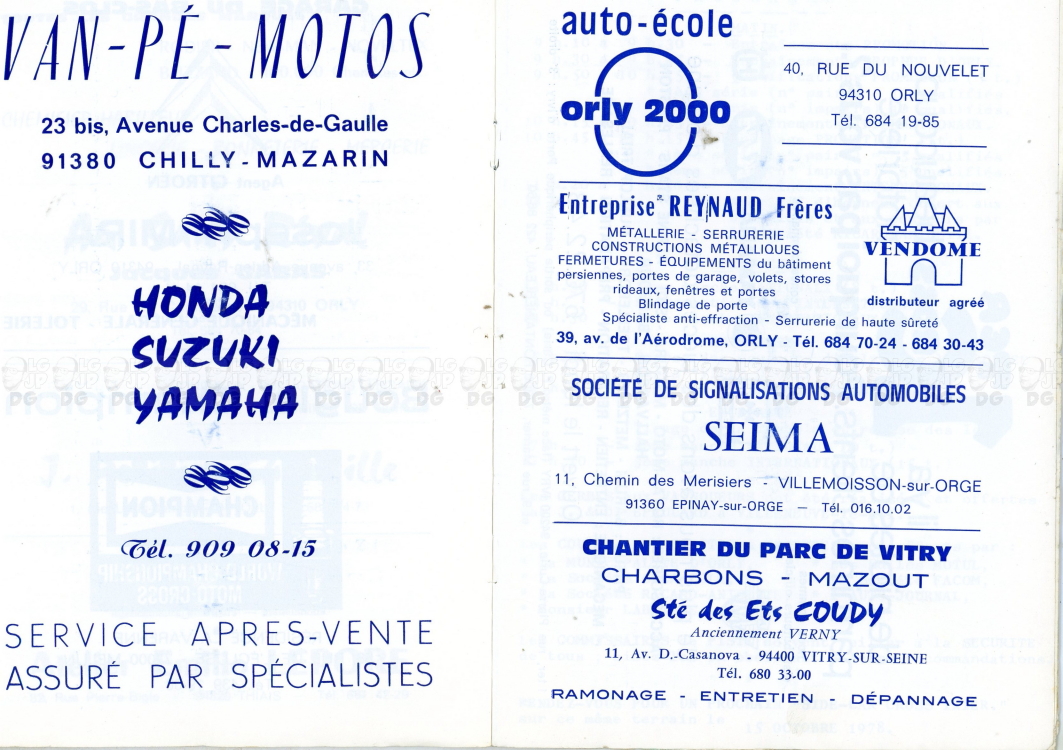 VAN-PÉ-MOTOS
23 bis, Avenue Charles-de-Gaulle
91380 CHILLY-MAZARIN
HONDA
SUZUKI
YAMAHA
Tél. 909 08-15
SERVICE APRES-VENTE
ASSURÉ PAR SPÉCIALISTES
auto-école
orly 2000
40, RUE DU NOUVELET
94310 ORLY
Tél. 684 19-85
Entreprise REYNAUD Frères
MÉTALLERIE - SERRURERIE
CONSTRUCTIONS MÉTALLIQUES
FERMETURES - ÉQUIPEMENTS du bâtiment
persiennes, portes de garage, volets, stores
rideaux, fenêtres et portes
Blindage de porte
Spécialiste anti-effraction - Serrurerie de haute sûreté
39, av. de l'Aérodrome, ORLY - Tél. 684 70-24 - 684 30-43
VENDOME
distributeur agréé
SOCIÉTÉ DE SIGNALISATIONS AUTOMOBILES
SEIMA
11, Chemin des Merisiers - VILLEMOISSON-sur-ORGE
91360 EPINAY-sur-ORGE — Tél. 016.10.02
CHANTIER DU PARC DE VITRY
CHARBONS - MAZOUT
Sté des Ets COUDY
Anciennement VERNY
11, Av. D.-Casanova - 94400 VITRY-SUR-SEINE
Tél. 680 33-00
RAMONAGE - ENTRETIEN - DÉPANNAGE